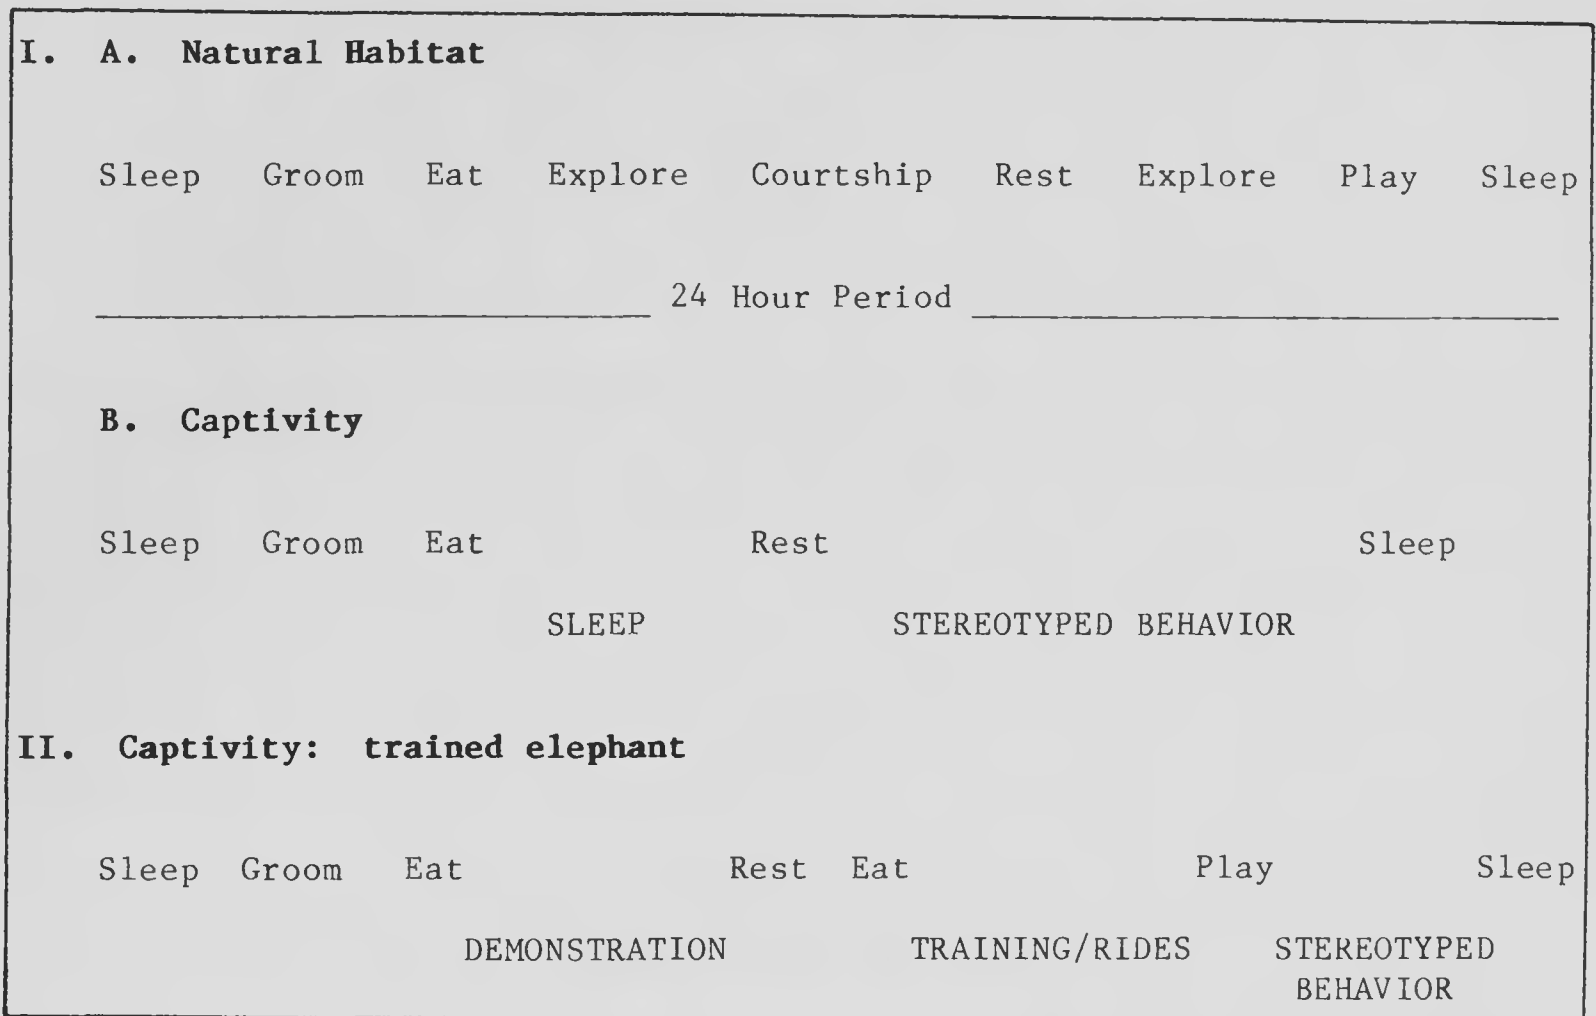 I. A. Natural Habitat
Sleep Groom Eat Explore Courtship Rest Explore Play Sleep
24 Hour Period
B. Captivity
Sleep Groom Eat Rest Sleep
SLEEP STEREOTYPED BEHAVIOR
II. Captivity: trained elephant
Sleep Groom Eat Rest Eat Play Sleep
DEMONSTRATION TRAINING/RIDES STEREOTYPED
BEHAVIOR